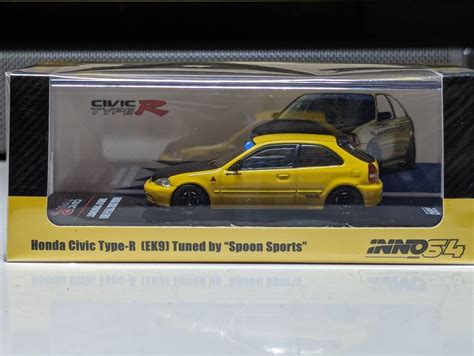 CIVIC
TYPE R
Honda Civic Type-R (EK9) Tuned by "Spoon Sports"
INNO64